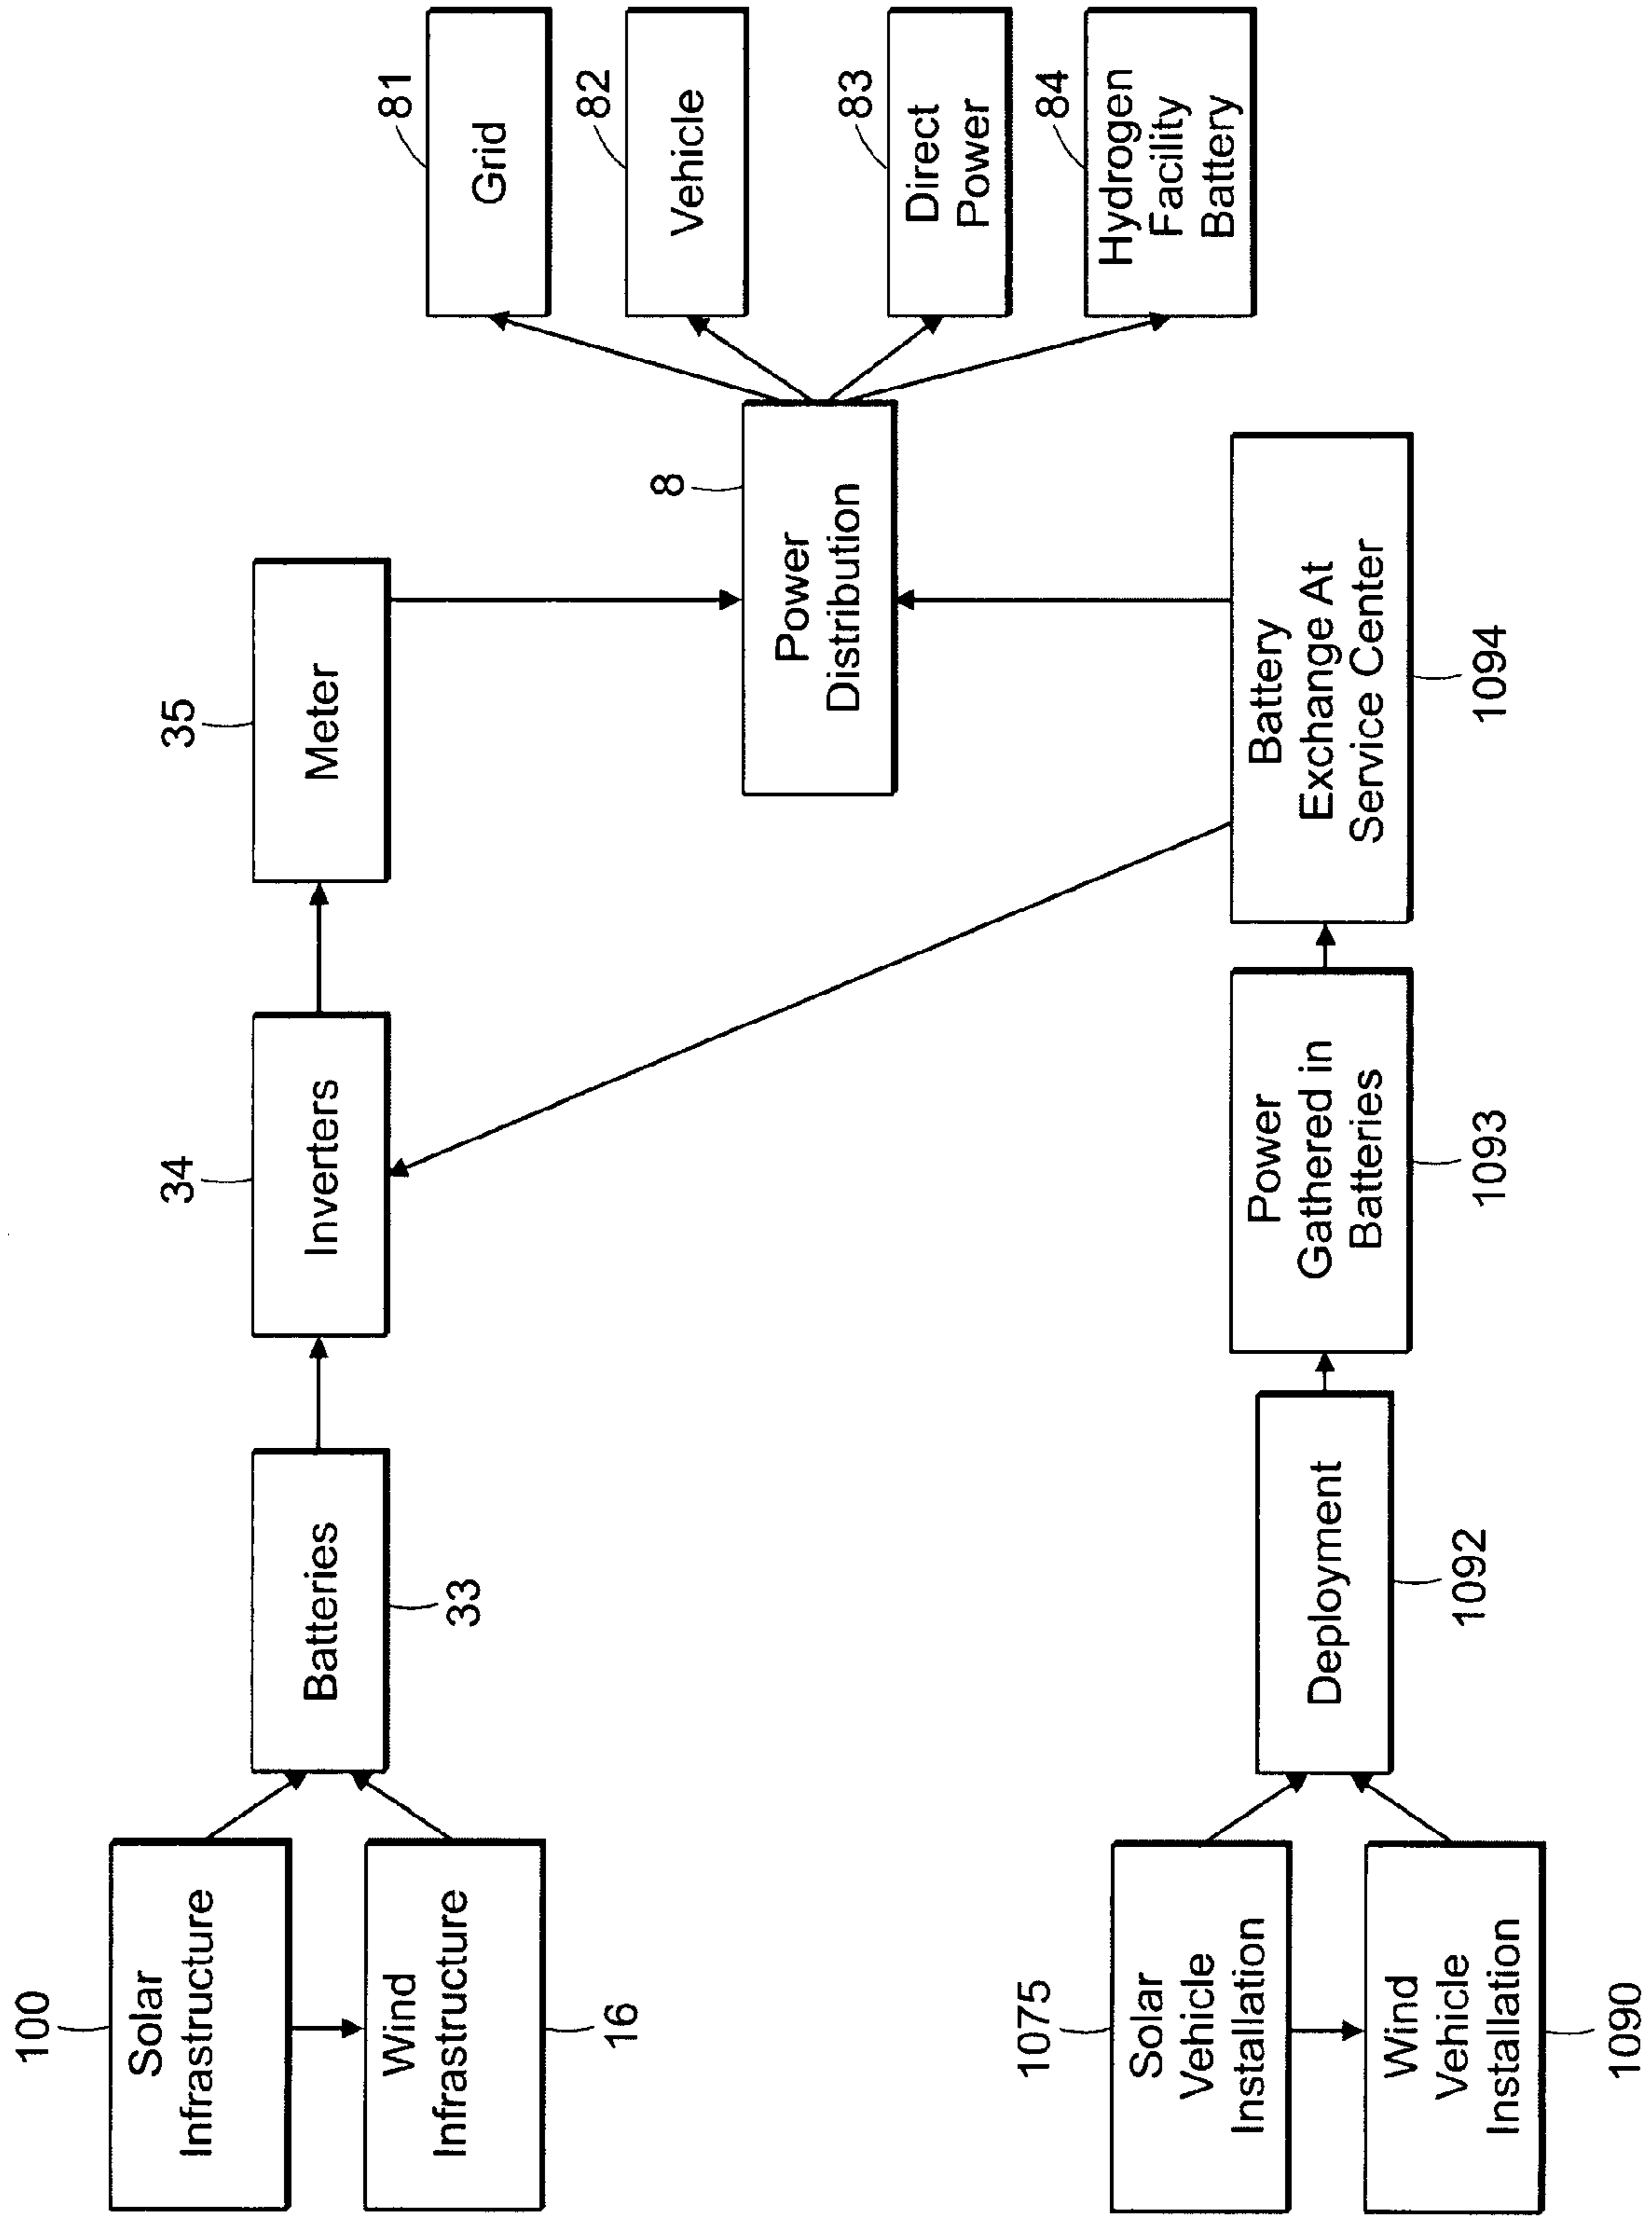 100
Solar
Infrastructure
Wind
Infrastructure
16
Batteries
33
34
Inverters
35
Meter
8
Power
Distribution
81
Grid
82
Vehicle
83
Direct
Power
84
Hydrogen
Facility
Battery
1075
Solar
Vehicle
Installation
Wind
Vehicle
Installation
1090
Deployment
1092
Power
Gathered in
Batteries
1093
Battery
Exchange At
Service Center
1094